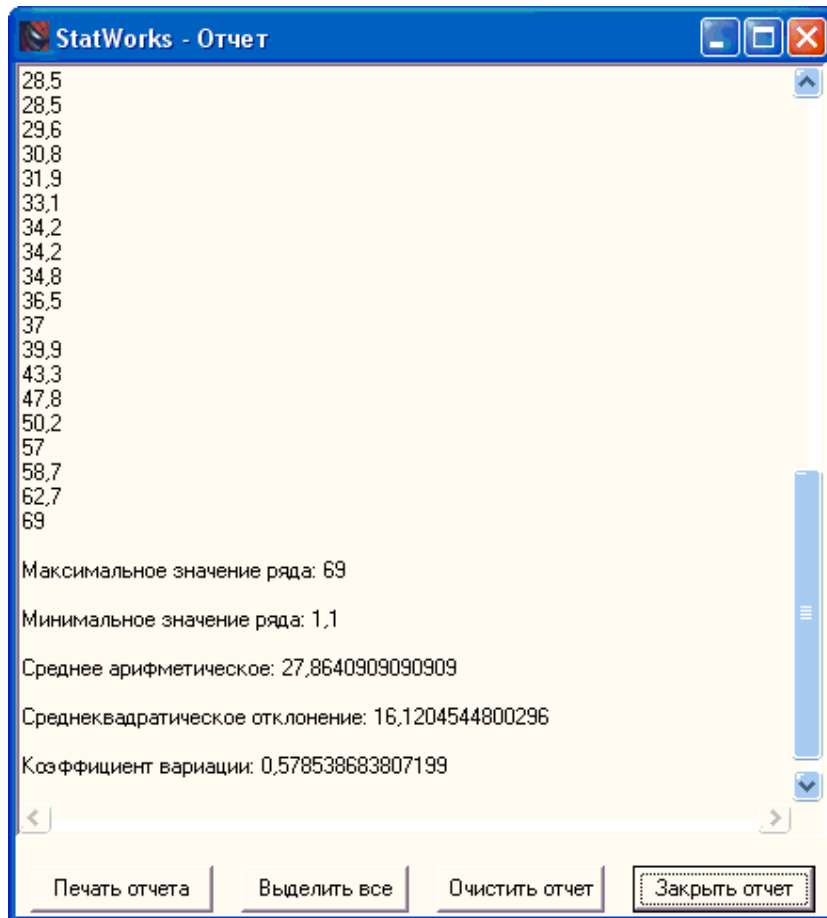 StatWorks - Отчет
28,5
28,5
29,6
30,8
31,9
33,1
34,2
34,2
34,8
36,5
37
39,9
43,3
47,8
50,2
57
58,7
62,7
69
Максимальное значение ряда: 69
Минимальное значение ряда: 1,1
Среднее арифметическое: 27,8640909090909
Среднеквадратическое отклонение: 16,1204544800296
Коэффициент вариации: 0,578538683807199
Печать отчета Выделить все Очистить отчет Закрыть отчет